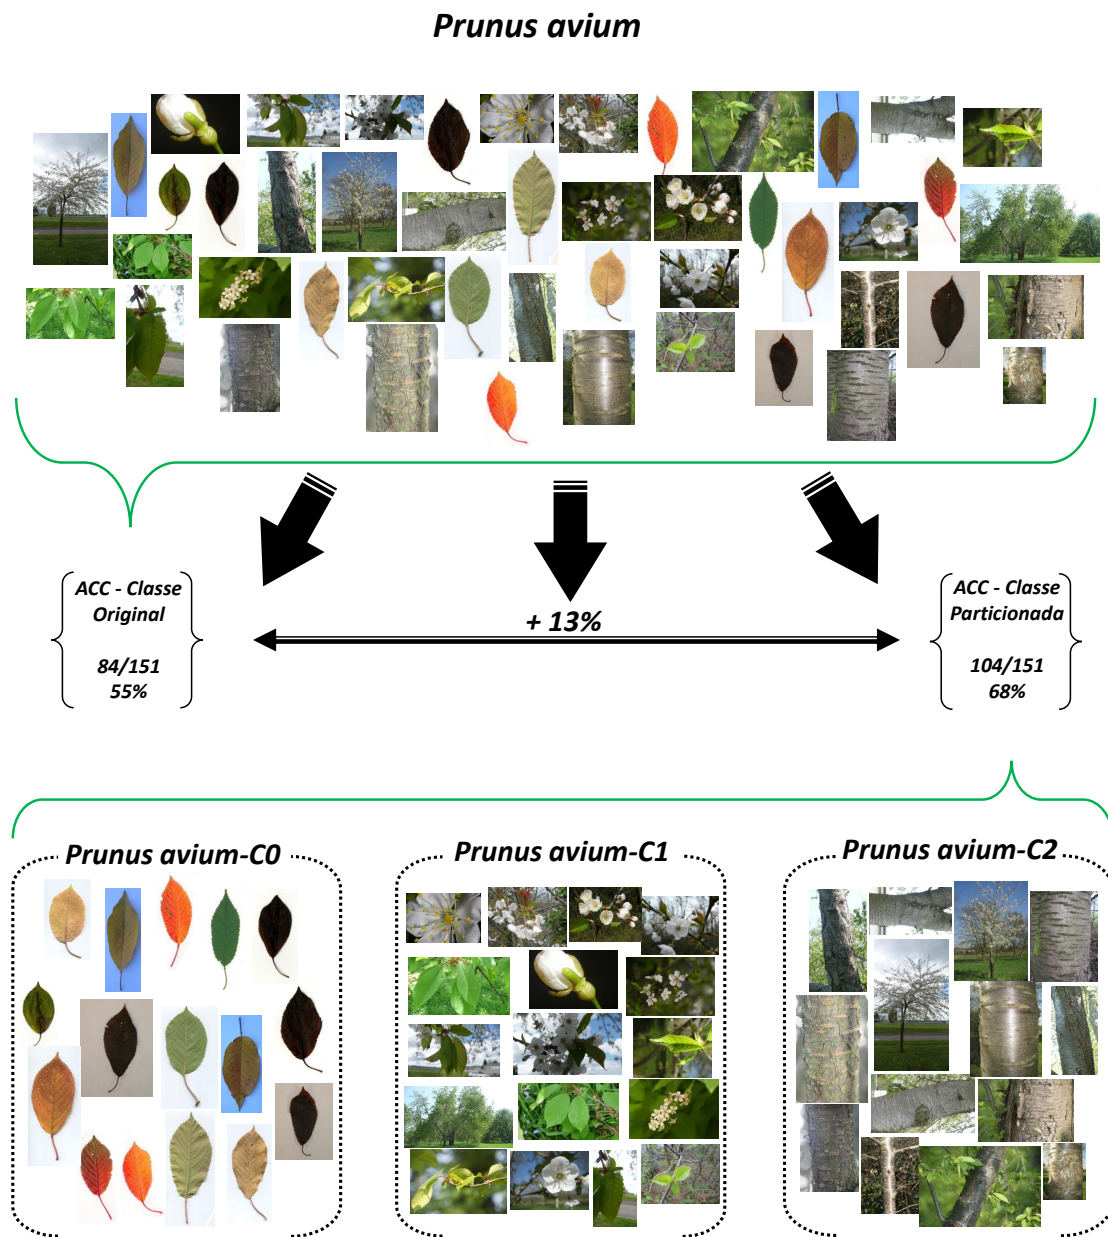 Prunus avium
ACC - Classe
Original
84/151
55%
+ 13%
ACC - Classe
Particionada
104/151
68%
Prunus avium-C0
Prunus avium-C1
Prunus avium-C2